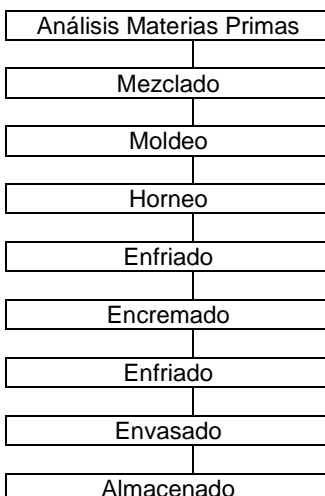 Análisis Materias Primas
Mezclado
Moldeo
Horneo
Enfriado
Encremado
Enfriado
Envasado
Almacenado